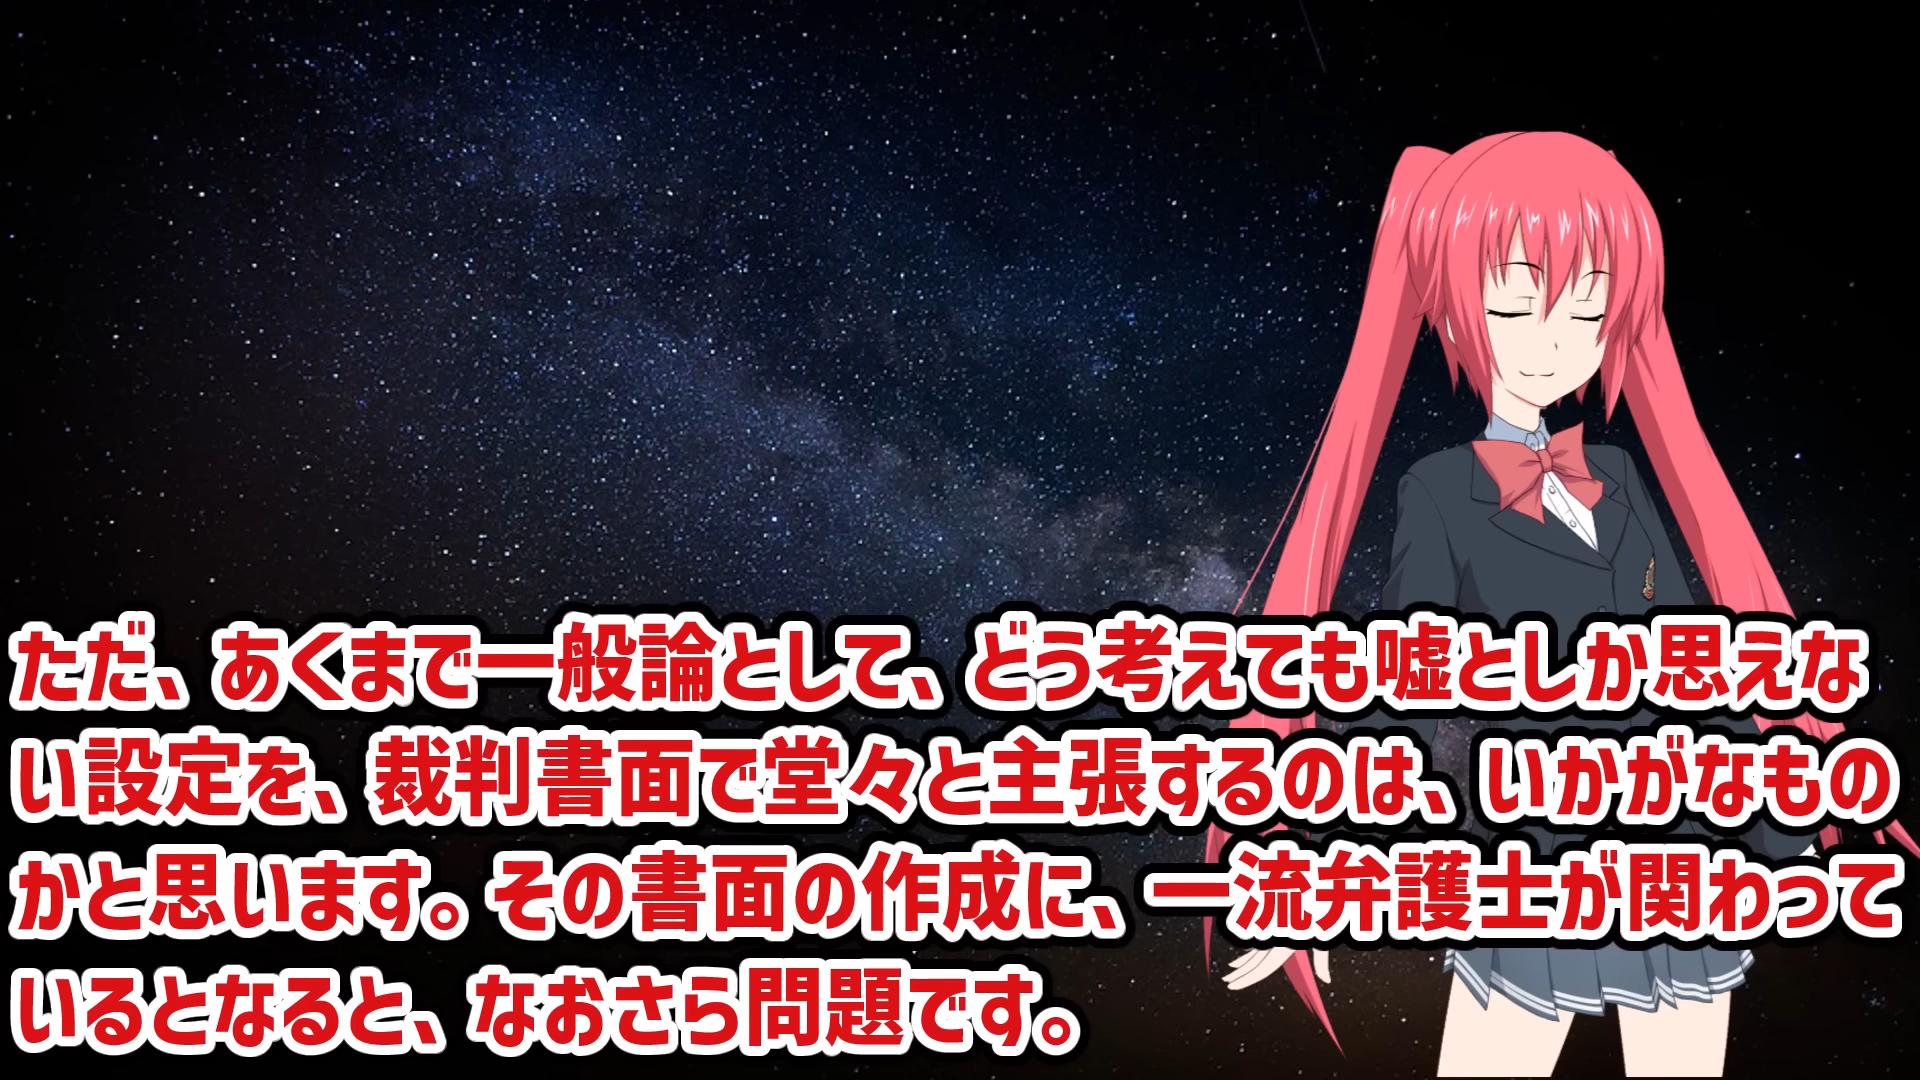 ただ、あくまで一般論として、どう考えても嘘としか思えな
い設定を、裁判書面で堂々と主張するのは、いかがなもの
かと思います。その書面の作成に、一流弁護士が関わって
いるとなると、なおさら問題です。